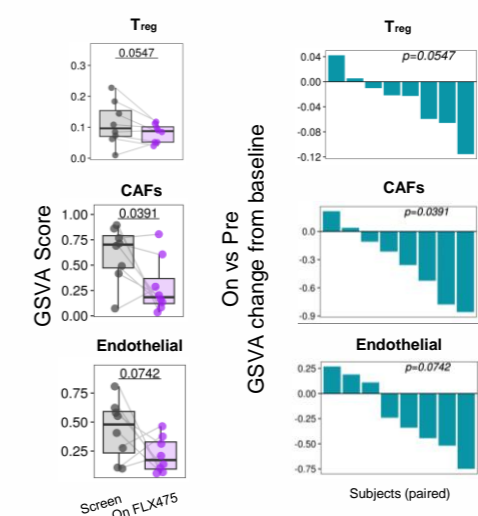 Treg
0.0547
0.3
0.2
0.1
0.0
CAFs
0.0391
1.00
0.75
0.50
0.25
0.00
Endothelial
0.0742
0.75
0.50
0.25
GSVA Score
Screen
On FLX475
Treg
p=0.0547
0.04
0.00
-0.04
-0.08
-0.12
CAFs
p=0.0391
0.0
-0.3
-0.6
-0.9
Endothelial
p=0.0742
0.25
0.00
-0.25
-0.50
-0.75
On vs Pre
GSVA change from baseline
Subjects (paired)